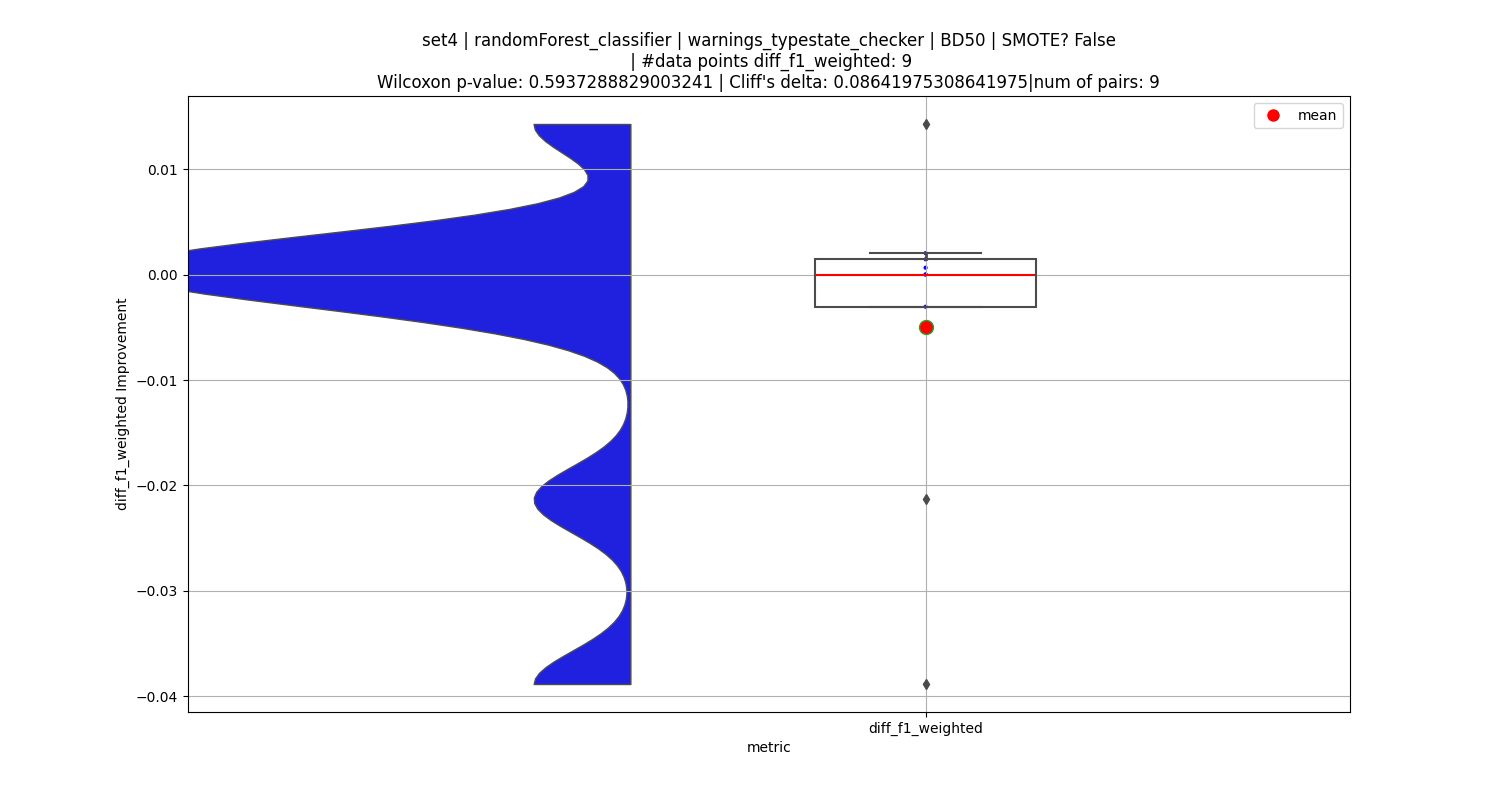 set4 | randomForest_classifier | warnings_typestate_checker | BD50 | SMOTE? False
| #data points diff_f1_weighted: 9
Wilcoxon p-value: 0.5937288829003241 | Cliff's delta: 0.08641975308641975|num of pairs: 9
mean
0.01
0.00
−0.01
−0.02
−0.03
−0.04
diff_f1_weighted Improvement
diff_f1_weighted
metric